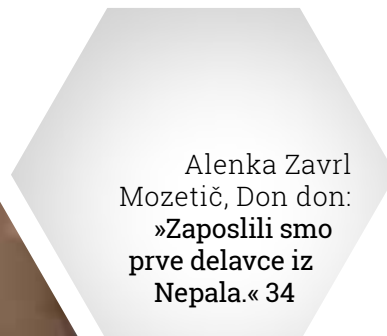 Alenka Zavrl
Mozetič, Don don:
»Zaposlili smo
prve delavce iz
Nepala.« 34